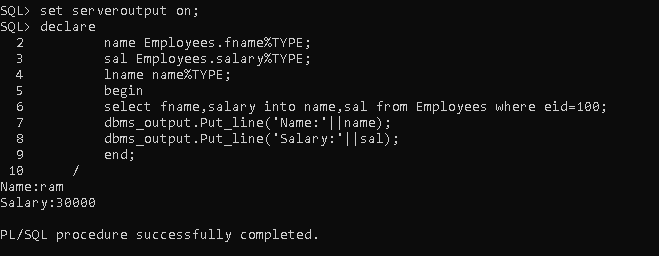 SQL> set serveroutput on;
SQL> declare
  2          name Employees.fname%TYPE;
  3          sal Employees.salary%TYPE;
  4          lname name%TYPE;
  5          begin
  6          select fname,salary into name,sal from Employees where eid=100;
  7          dbms_output.Put_line('Name:'||name);
  8          dbms_output.Put_line('Salary:'||sal);
  9          end;
 10      /
Name:ram
Salary:30000
PL/SQL procedure successfully completed.